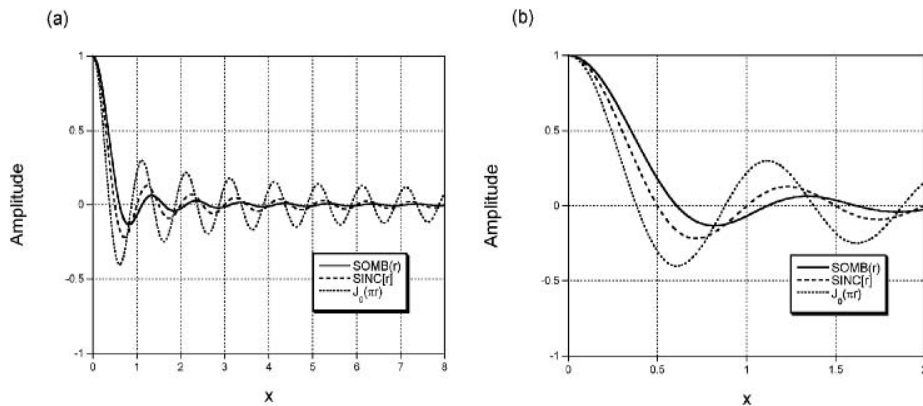 (a)
1
0.5
0
-0.5
-1
Amplitude
0 1 2 3 4 5 6 7 8
x
SOMB(r)
SINC[r]
J₀(πr)
(b)
1
0.5
0
-0.5
-1
Amplitude
0 0.5 1 1.5 2
x
SOMB(r)
SINC[r]
J₀(πr)